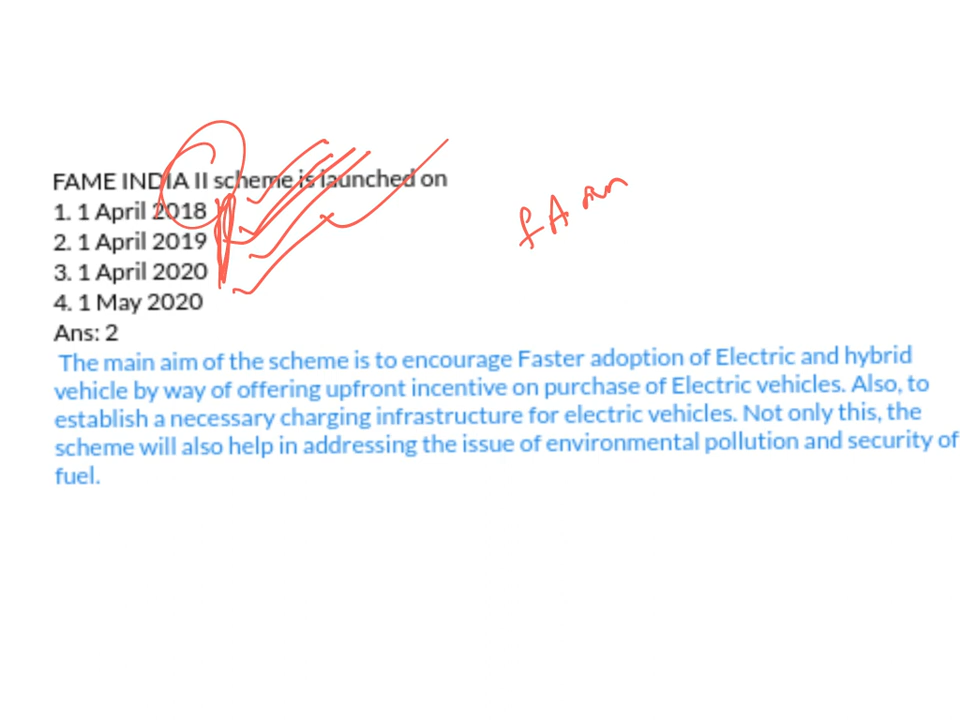 FAME INDIA II scheme is launched on
1. 1 April 2018
2. 1 April 2019
3. 1 April 2020
4. 1 May 2020
Ans: 2
The main aim of the scheme is to encourage Faster adoption of Electric and hybrid
vehicle by way of offering upfront incentive on purchase of Electric vehicles. Also, to
establish a necessary charging infrastructure for electric vehicles. Not only this, the
scheme will also help in addressing the issue of environmental pollution and security of
fuel.